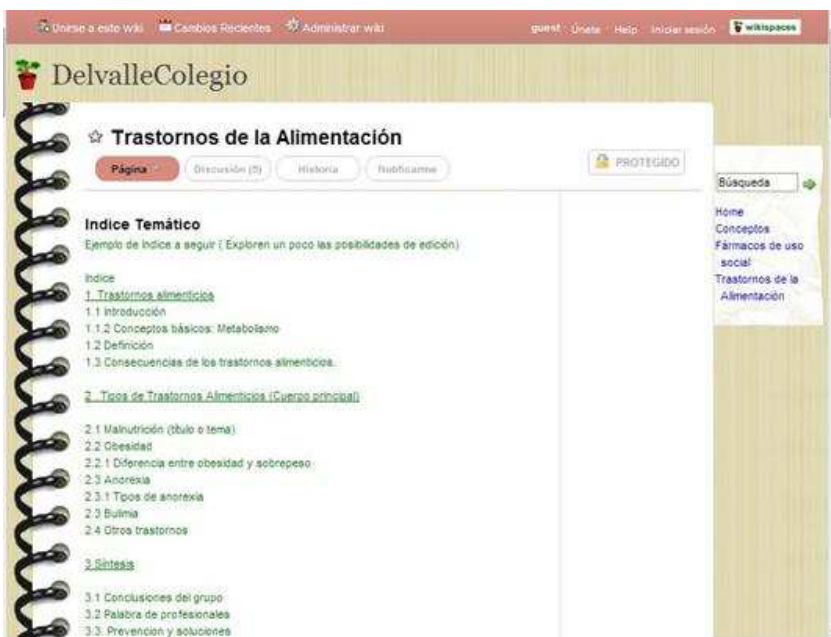 Unirse a este wiki Cambios Recientes Administrar wiki
guest Únete Help Iniciar sesión wikispaces
DelvalleColegio
Trastornos de la Alimentación
Página Discusión (5) Historia Notificarme
PROTEGIDO
Indice Temático
Ejemplo de índice a seguir ( Exploren un poco las posibilidades de edición)
Indice
1. Trastornos alimenticios
1.1 Introducción
1.1.2 Conceptos básicos: Metabolismo
1.2 Definición
1.3 Consecuencias de los trastornos alimenticios.
2 . Tipos de Trastornos Alimenticios (Cuerpo principal)
2.1 Malnutrición (título o tema)
2.2 Obesidad
2.2.1 Diferencia entre obesidad y sobrepeso
2.3 Anorexia
2.3.1 Tipos de anorexia
2.3 Bulimia
2.4 Otros trastornos
3.Síntesis
3.1 Conclusiones del grupo
3.2 Palabra de profesionales
3.3. Prevencion y soluciones
Búsqueda
Home
Conceptos
Fármacos de uso
social
Trastornos de la
Alimentación